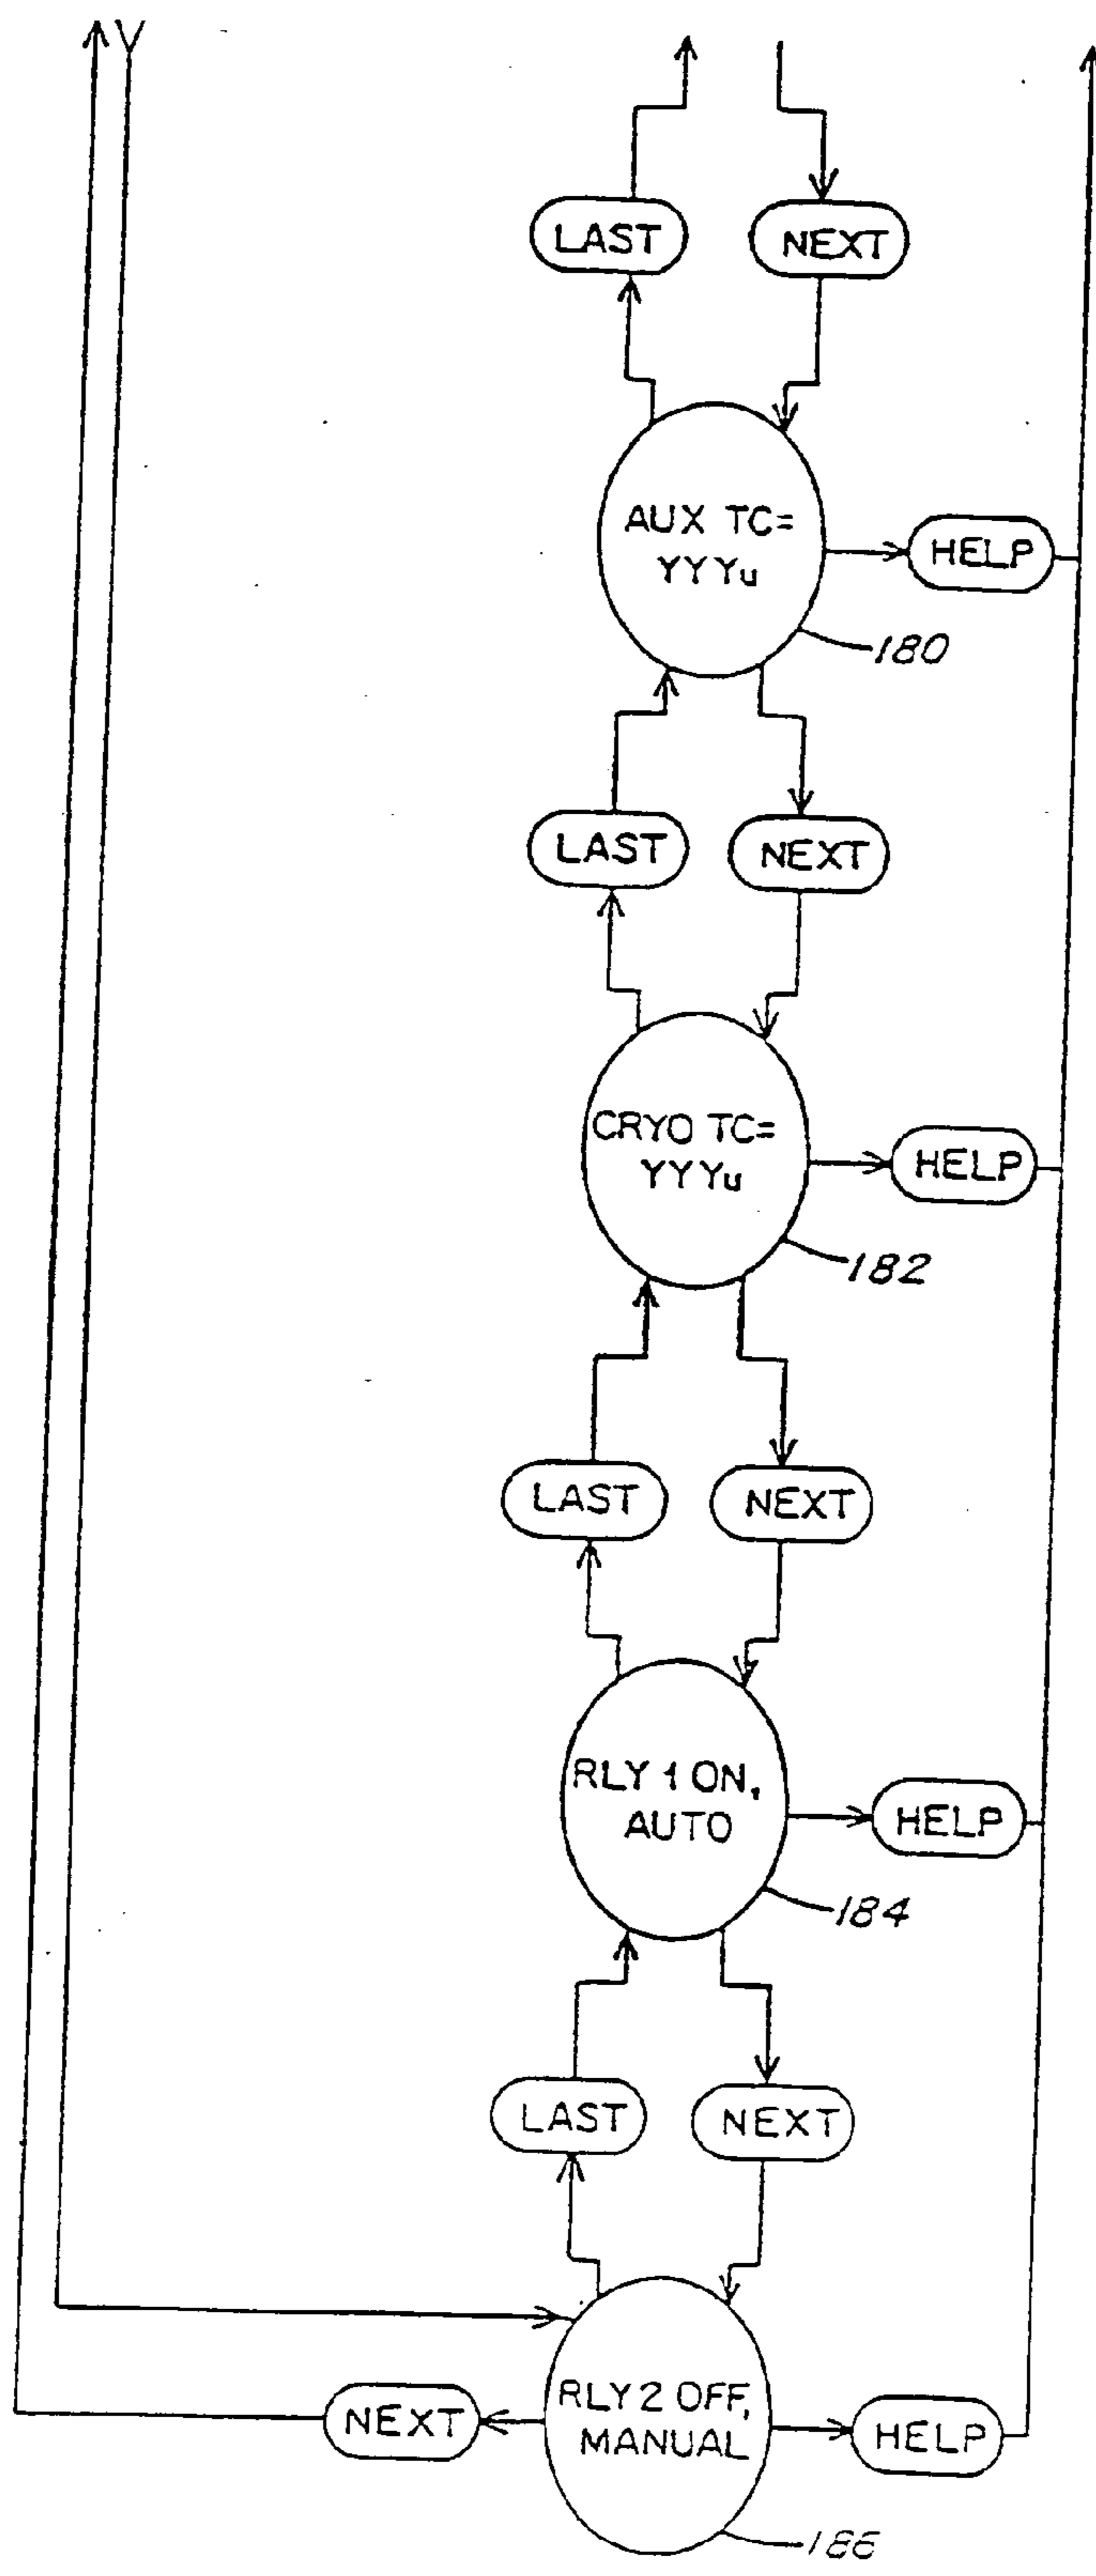 LAST NEXT
AUX TC=
YYYu
HELP
180
LAST NEXT
CRYO TC=
YYYu
HELP
182
LAST NEXT
RLY 1 ON,
AUTO
HELP
184
LAST NEXT
RLY 2 OFF,
MANUAL
NEXT
HELP
186